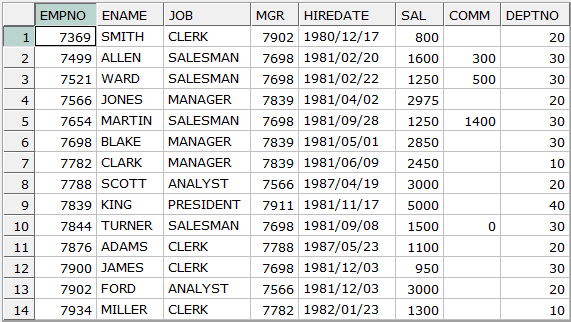 EMPNO ENAME JOB MGR HIREDATE SAL COMM DEPTNO
1 7369 SMITH CLERK 7902 1980/12/17 800 20
2 7499 ALLEN SALESMAN 7698 1981/02/20 1600 300 30
3 7521 WARD SALESMAN 7698 1981/02/22 1250 500 30
4 7566 JONES MANAGER 7839 1981/04/02 2975 20
5 7654 MARTIN SALESMAN 7698 1981/09/28 1250 1400 30
6 7698 BLAKE MANAGER 7839 1981/05/01 2850 30
7 7782 CLARK MANAGER 7839 1981/06/09 2450 10
8 7788 SCOTT ANALYST 7566 1987/04/19 3000 20
9 7839 KING PRESIDENT 7911 1981/11/17 5000 40
10 7844 TURNER SALESMAN 7698 1981/09/08 1500 0 30
11 7876 ADAMS CLERK 7788 1987/05/23 1100 20
12 7900 JAMES CLERK 7698 1981/12/03 950 30
13 7902 FORD ANALYST 7566 1981/12/03 3000 20
14 7934 MILLER CLERK 7782 1982/01/23 1300 10